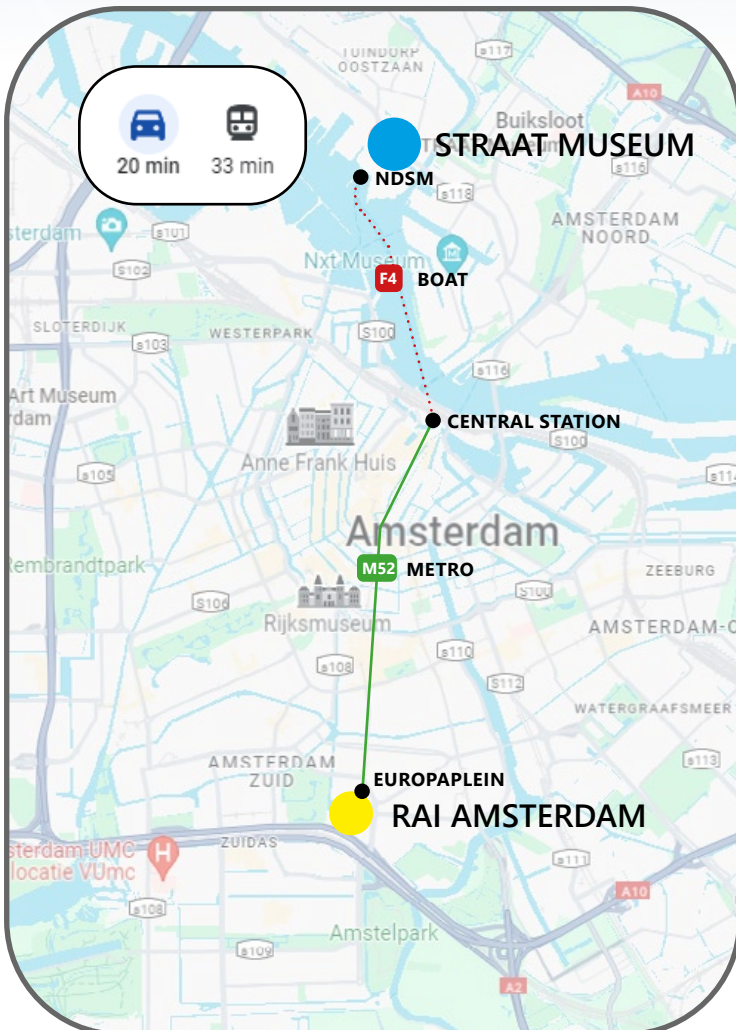 TUINDORP
OOSTZAAN
s117
A10
20 min
33 min
Buiksloot
STRAAT MUSEUM
NDSM
s116
s118
AMSTERDAM
NOORD
sterdam
s101
Nxt Museum
S102
F4
BOAT
SLOTERDIJK
WESTERPARK
S100
s103
s116
Art Museum
rdam
CENTRAL STATION
S100
Anne Frank Huis
s105
s114
Amsterdam
Rembrandtpark
M52
METRO
ZEEBURG
S106
S100
Rijksmuseum
AMSTERDAM-O
s110
s108
S112
WATERGRAAFSMEER
AMSTERDAM
ZUID
s113
EUROPAPLEIN
RAI AMSTERDAM
ZUIDAS
sterdam UMC
locatie VUmc
H
s111
A10
s108
Amstelpark
s109
A2